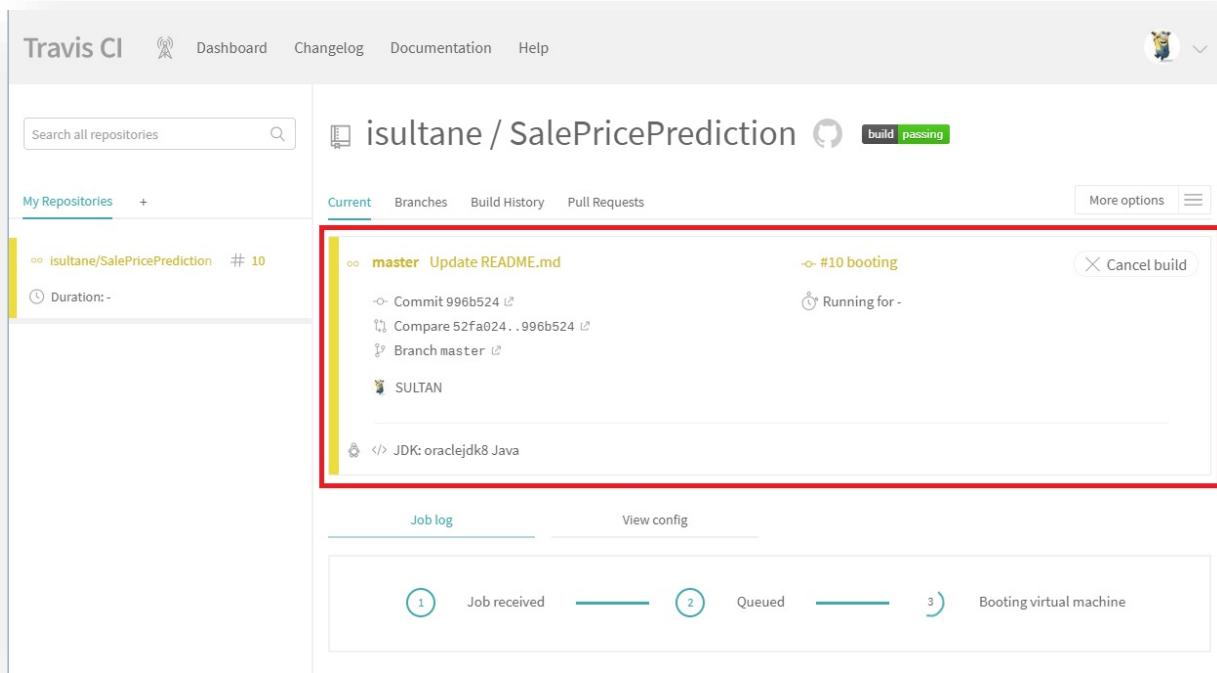 Travis CI Dashboard Changelog Documentation Help
Search all repositories
isultane / SalePricePrediction build passing
My Repositories +
Current Branches Build History Pull Requests More options
isultane/SalePricePrediction # 10
Duration: -
master Update README.md #10 booting Cancel build
Commit 996b524 Running for -
Compare 52fa024..996b524
Branch master
SULTAN
</> JDK: oraclejdk8 Java
Job log View config
1 Job received 2 Queued 3 Booting virtual machine